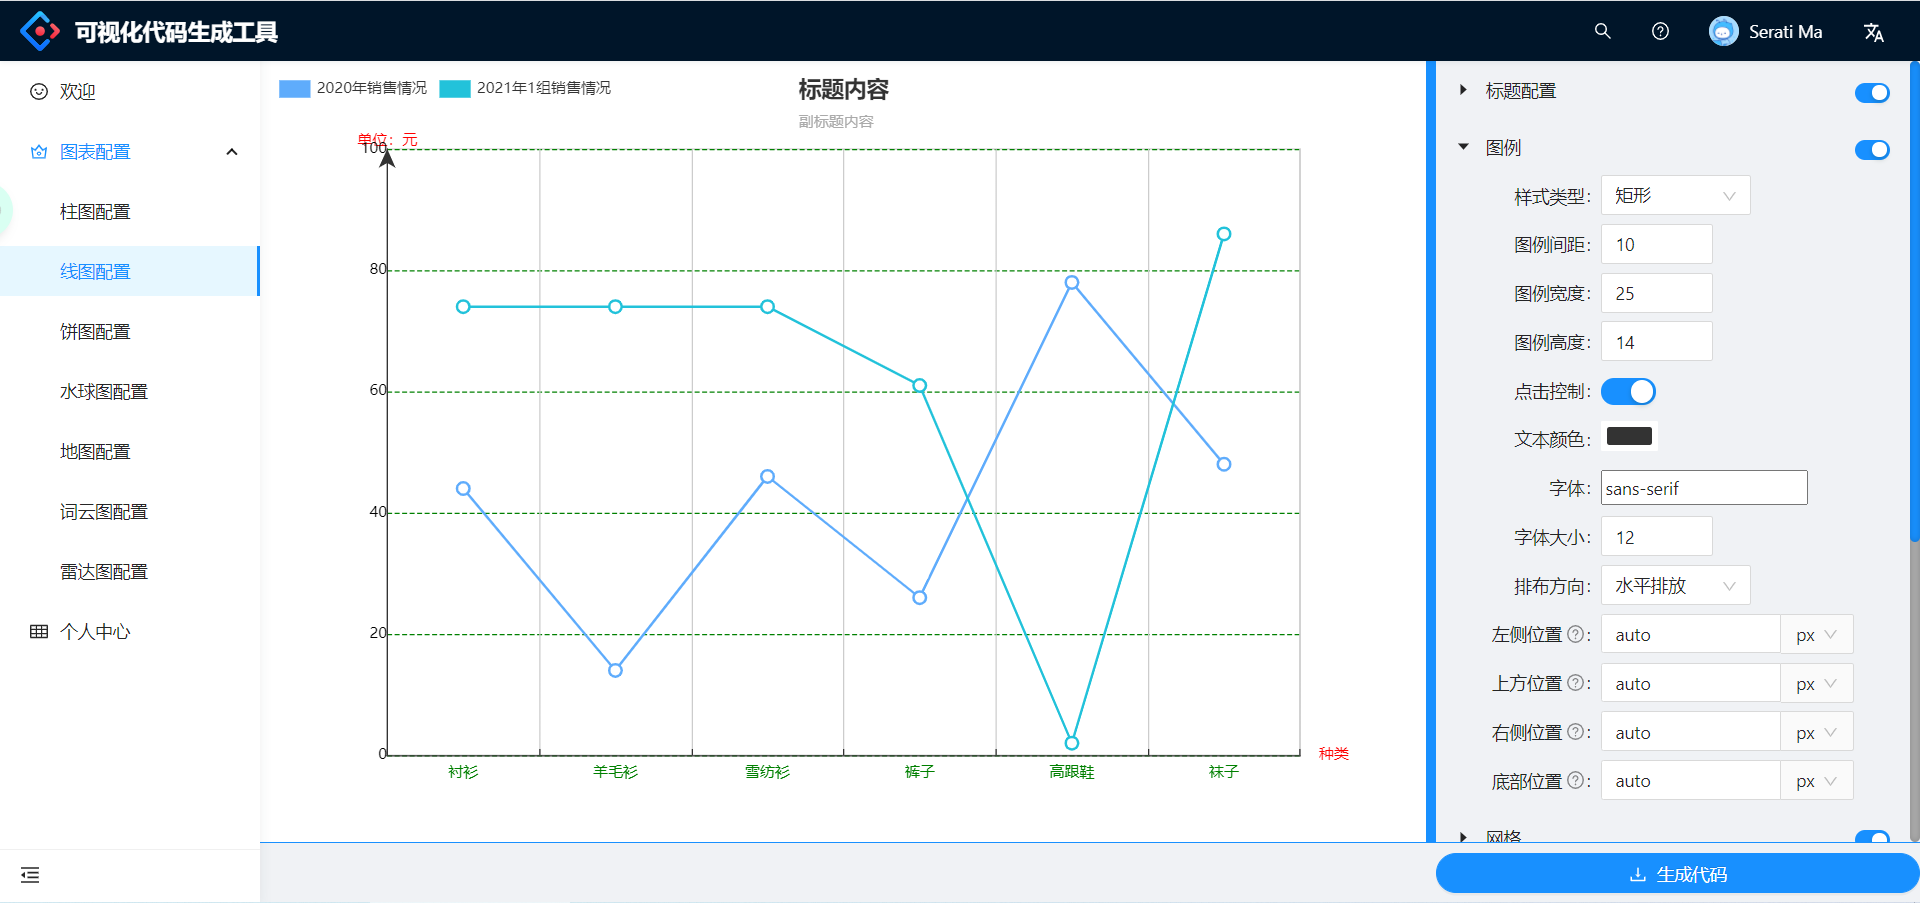 可视化代码生成工具
Serati Ma
欢迎
图表配置
柱图配置
线图配置
饼图配置
水球图配置
地图配置
词云图配置
雷达图配置
个人中心
2020年销售情况
2021年1组销售情况
标题内容
副标题内容
单位：元
100
80
60
40
20
0
衬衫
羊毛衫
雪纺衫
裤子
高跟鞋
袜子
种类
标题配置
图例
样式类型:
矩形
图例间距:
10
图例宽度:
25
图例高度:
14
点击控制:
文本颜色:
字体:
sans-serif
字体大小:
12
排布方向:
水平排放
左侧位置 :
auto
px
上方位置 :
auto
px
右侧位置 :
auto
px
底部位置 :
auto
px
网格
生成代码